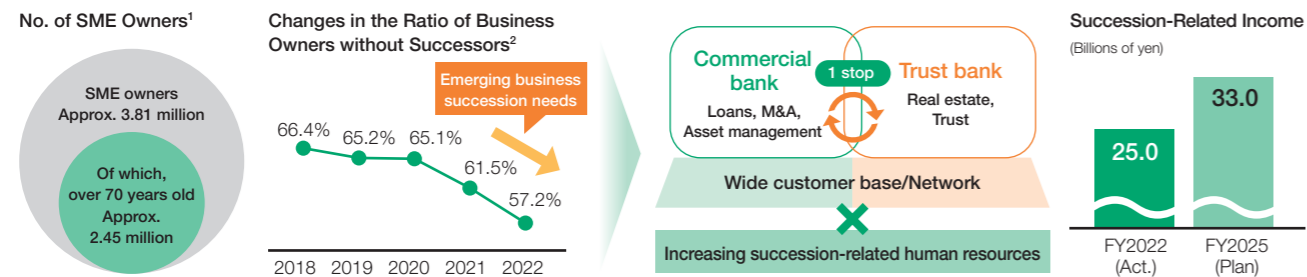 No. of SME Owners¹
SME owners
Approx. 3.81 million
Of which,
over 70 years old
Approx.
2.45 million
Changes in the Ratio of Business
Owners without Successors²
Emerging business
succession needs
66.4%
65.2%
65.1%
61.5%
57.2%
2018
2019
2020
2021
2022
Commercial
bank
Loans, M&A,
Asset management
1 stop
Trust bank
Real estate,
Trust
Wide customer base/Network
Increasing succession-related human resources
Succession-Related Income
(Billions of yen)
25.0
33.0
FY2022
(Act.)
FY2025
(Plan)